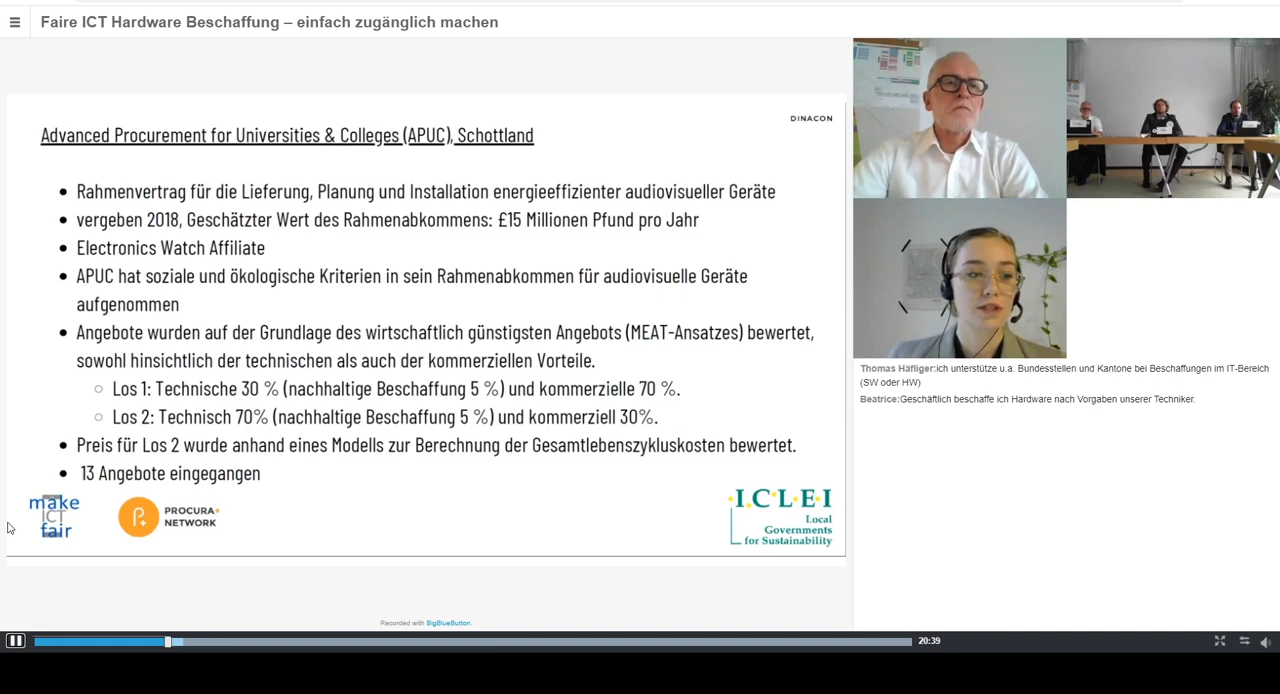 Faire ICT Hardware Beschaffung – einfach zugänglich machen
DINACON
Advanced Procurement for Universities & Colleges (APUC), Schottland
• Rahmenvertrag für die Lieferung, Planung und Installation energieeffizienter audiovisueller Geräte
• vergeben 2018, Geschätzter Wert des Rahmenabkommens: £15 Millionen Pfund pro Jahr
• Electronics Watch Affiliate
• APUC hat soziale und ökologische Kriterien in sein Rahmenabkommen für audiovisuelle Geräte
aufgenommen
• Angebote wurden auf der Grundlage des wirtschaftlich günstigsten Angebots (MEAT-Ansatzes) bewertet,
sowohl hinsichtlich der technischen als auch der kommerziellen Vorteile.
○ Los 1: Technische 30 % (nachhaltige Beschaffung 5 %) und kommerzielle 70 %.
○ Los 2: Technisch 70% (nachhaltige Beschaffung 5 %) und kommerziell 30%.
• Preis für Los 2 wurde anhand eines Modells zur Berechnung der Gesamtlebenszykluskosten bewertet.
• 13 Angebote eingegangen
make
ICT
fair
PROCURA+
NETWORK
I.C.L.E.I
Local
Governments
for Sustainability
Thomas Häfliger:ich unterstütze u.a. Bundesstellen und Kantone bei Beschaffungen im IT-Bereich
(SW oder HW)
Beatrice:Geschäftlich beschaffe ich Hardware nach Vorgaben unserer Techniker.
Recorded with BigBlueButton.
20:39